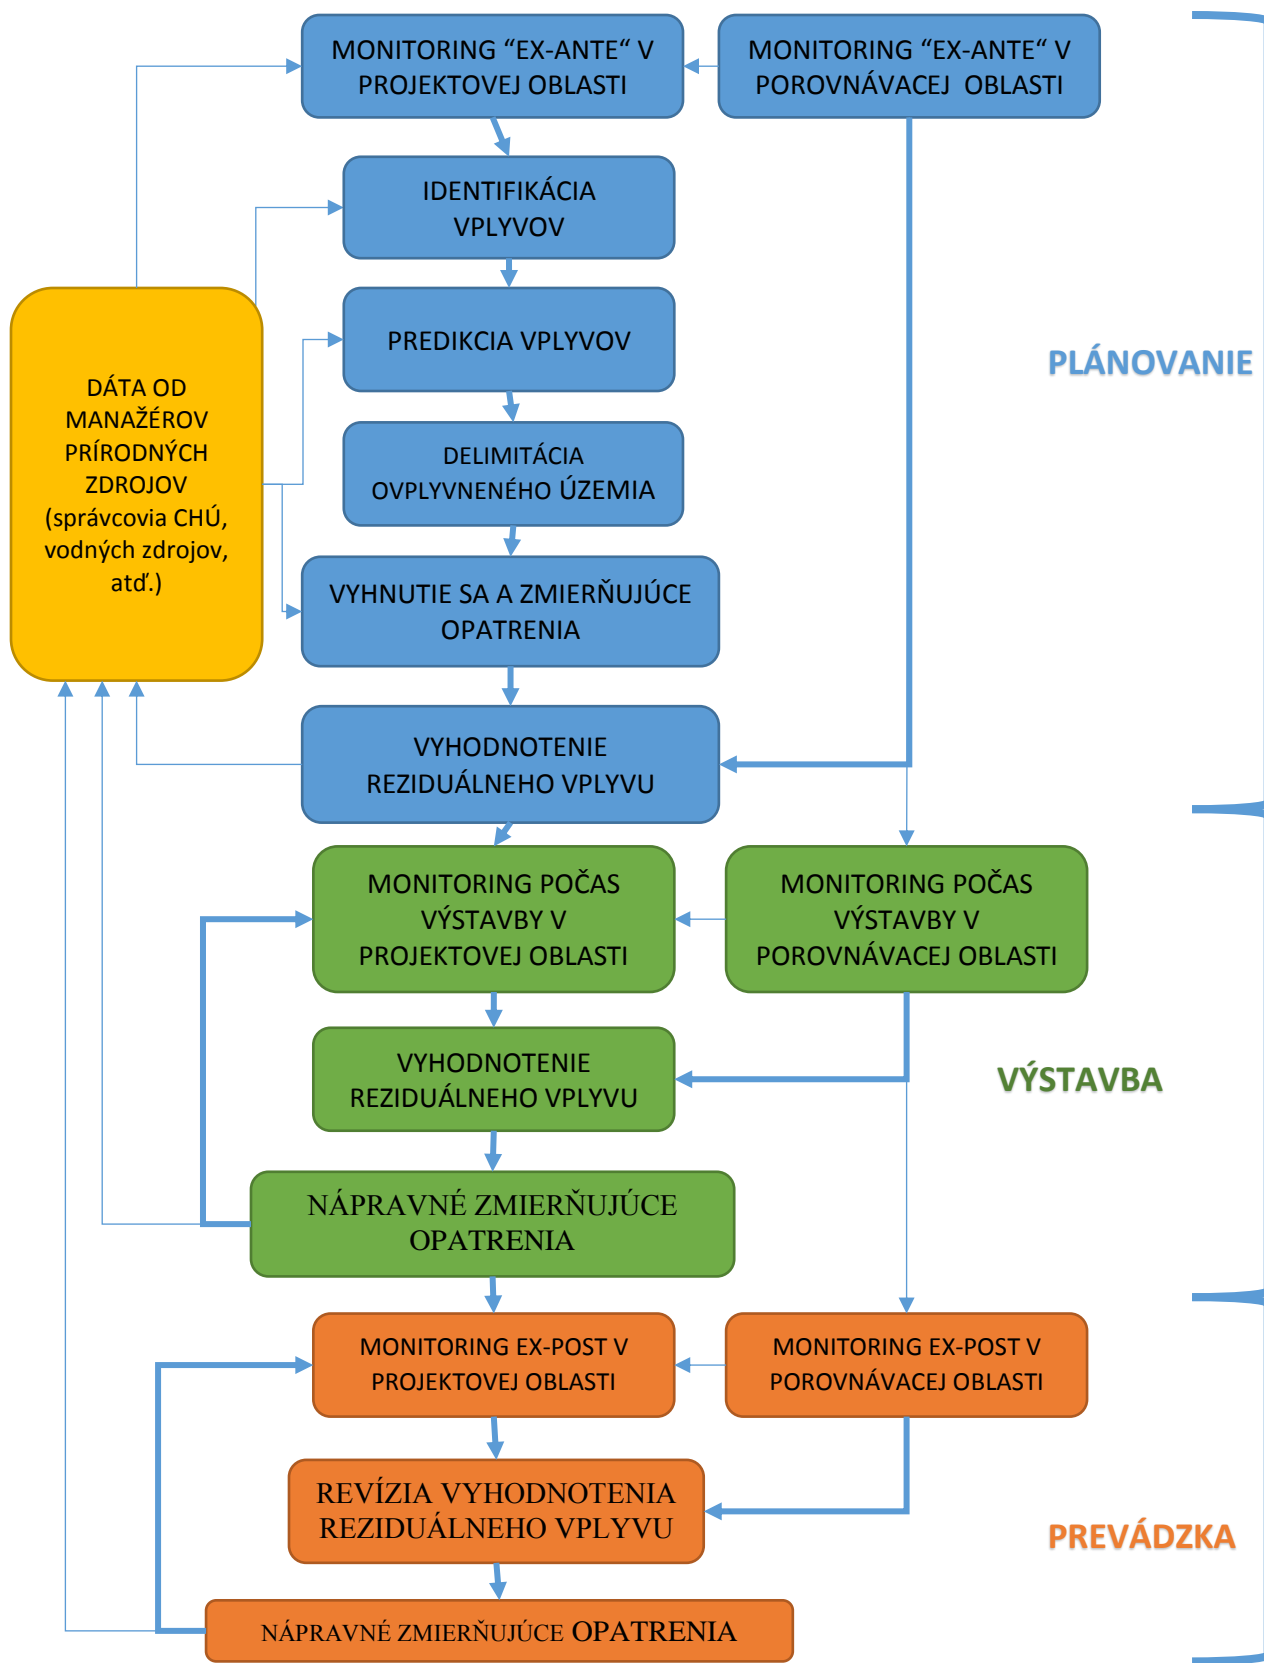 MONITORING “EX-ANTE“ V
PROJEKTOVEJ OBLASTI
MONITORING “EX-ANTE“ V
POROVNÁVACEJ OBLASTI
IDENTIFIKÁCIA
VPLYVOV
PREDIKCIA VPLYVOV
PLÁNOVANIE
DÁTA OD
MANAŽÉROV
PRÍRODNÝCH
ZDROJOV
(správcovia CHÚ,
vodných zdrojov,
atď.)
DELIMITÁCIA
OVPLYVNENÉHO ÚZEMIA
VYHNUTIE SA A ZMIERŇUJÚCE
OPATRENIA
VYHODNOTENIE
REZIDUÁLNEHO VPLYVU
MONITORING POČAS
VÝSTAVBY V
PROJEKTOVEJ OBLASTI
MONITORING POČAS
VÝSTAVBY V
POROVNÁVACEJ OBLASTI
VYHODNOTENIE
REZIDUÁLNEHO VPLYVU
VÝSTAVBA
NÁPRAVNÉ ZMIERŇUJÚCE
OPATRENIA
MONITORING EX-POST V
PROJEKTOVEJ OBLASTI
MONITORING EX-POST V
POROVNÁVACEJ OBLASTI
REVÍZIA VYHODNOTENIA
REZIDUÁLNEHO VPLYVU
PREVÁDZKA
NÁPRAVNÉ ZMIERŇUJÚCE OPATRENIA